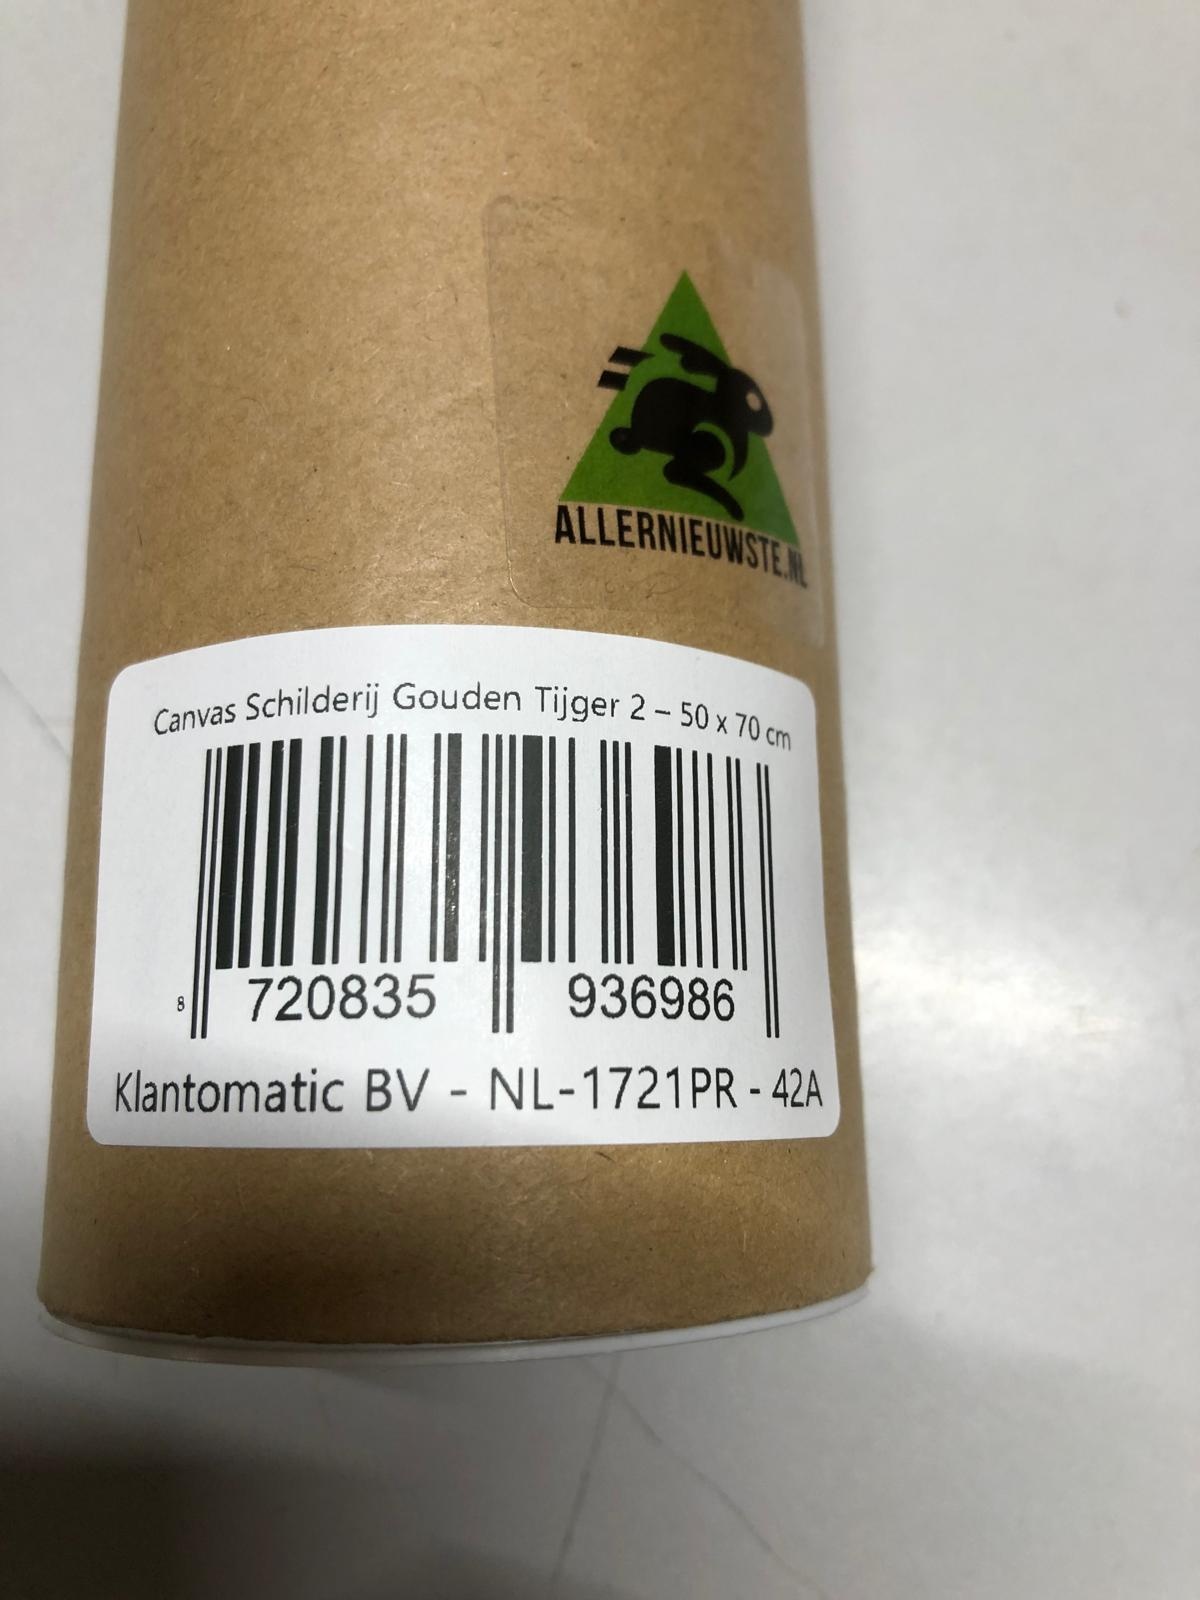 ALLERNIEUWSTE.NL
Canvas Schilderij Gouden Tijger 2 – 50 x 70 cm
8 720835 936986
Klantomatic BV - NL-1721PR - 42A